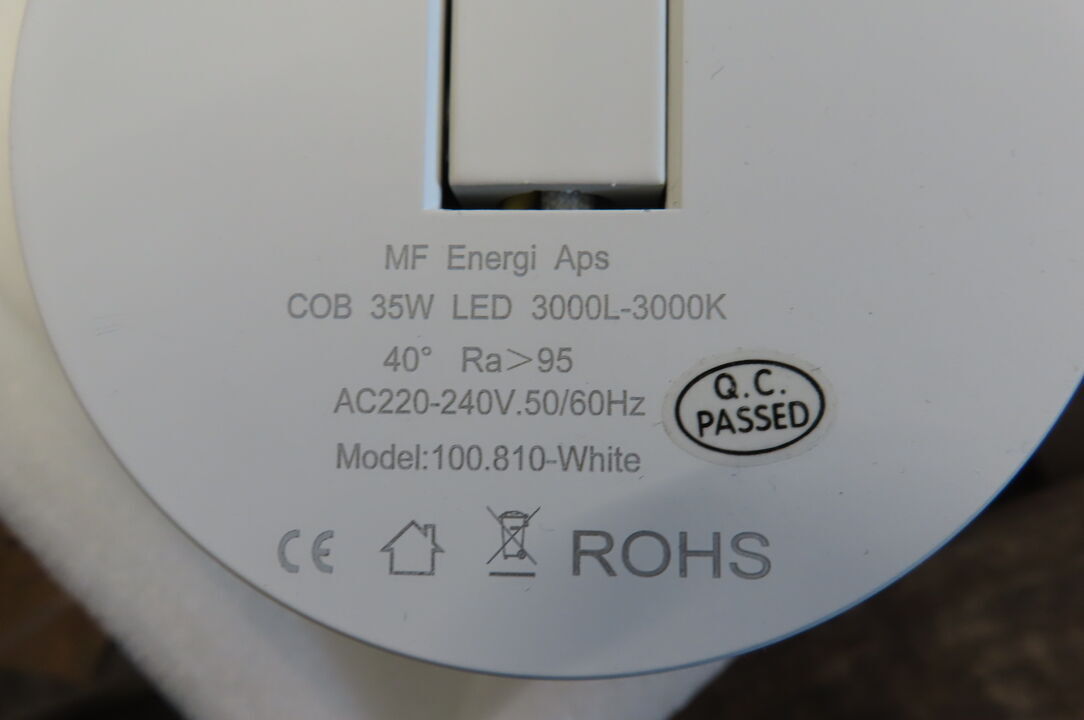 MF Energi Aps
COB 35W LED 3000L-3000K
40° Ra>95
AC220-240V.50/60Hz
Model:100.810-White
Q.C.
PASSED
CE ROHS